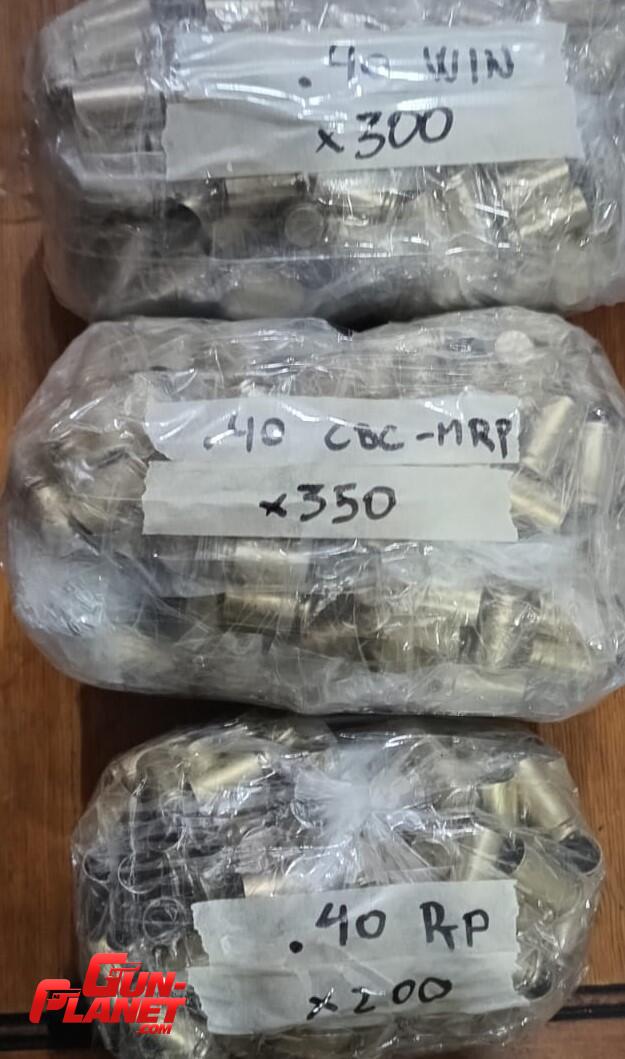 .40 WIN
x300
.40 CBC-MRP
x350
.40 RP
x200
GUN-
PLANET
.COM